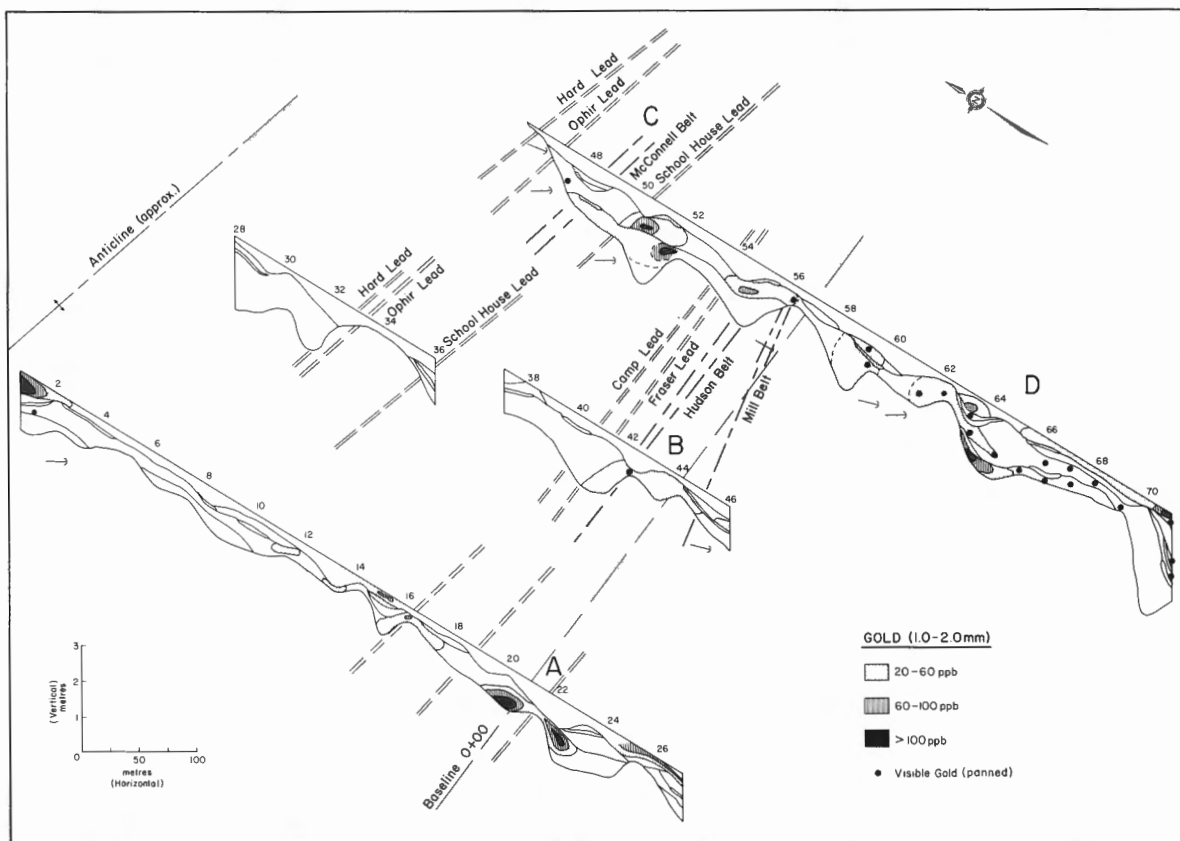 Hard Lead
Ophir Lead
C
McConnell Belt
School House Lead
N
48
50
52
54
56
58
60
62
D
64
66
68
70
Anticline (approx.)
28
30
32
34
36
Hard Lead
Ophir Lead
School House Lead
Camp Lead
Fraser Lead
Hudson Belt
Mill Belt
38
40
42
B
44
46
2
4
6
8
10
12
14
16
18
20
A
22
24
26
Baseline 0+00
3
2
1
0
(Vertical)
metres
0 50 100
metres
(Horizontal)
GOLD (1.0-2.0mm)
20-60 ppb
60-100 ppb
>100 ppb
Visible Gold (panned)